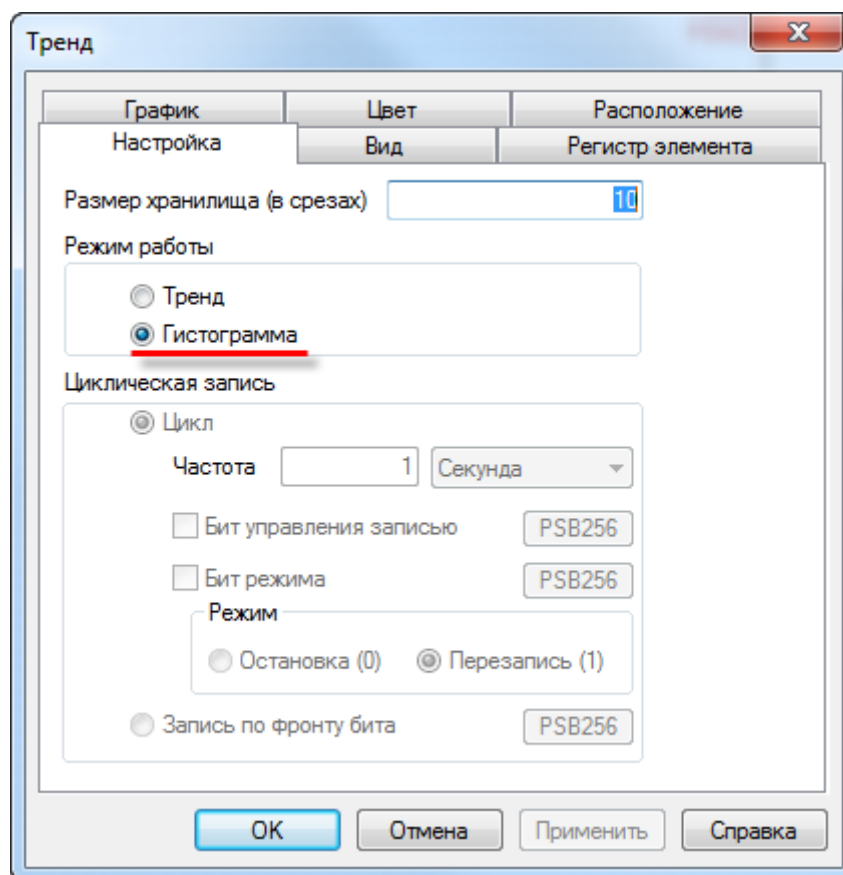 Тренд
График Цвет Расположение
Настройка Вид Регистр элемента
Размер хранилища (в срезах) 10
Режим работы
Тренд
Гистограмма
Циклическая запись
Цикл
Частота 1 Секунда
Бит управления записью PSB256
Бит режима PSB256
Режим
Остановка (0) Перезапись (1)
Запись по фронту бита PSB256
OK Отмена Применить Справка